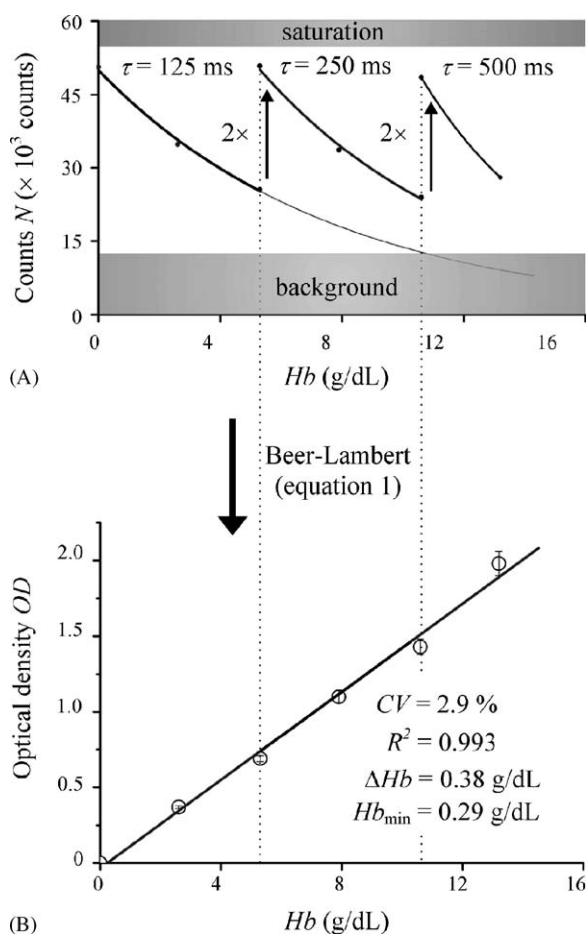 60
saturation
τ = 125 ms τ = 250 ms τ = 500 ms
45
2× 2×
30
15
background
0
Counts N (× 10³ counts)
0 4 8 12 16
(A)
Hb (g/dL)
Beer-Lambert
(equation 1)
2.0
1.5
1.0
0.5
0
Optical density OD
CV = 2.9 %
R² = 0.993
ΔHb = 0.38 g/dL
Hbmin = 0.29 g/dL
0 4 8 12 16
(B)
Hb (g/dL)